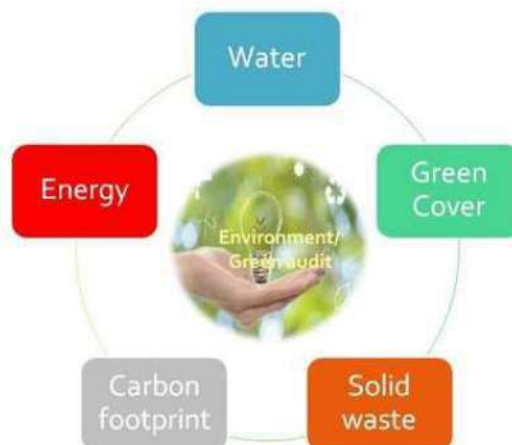 Water
Energy
Green
Cover
Environment/
Green audit
Carbon
footprint
Solid
waste